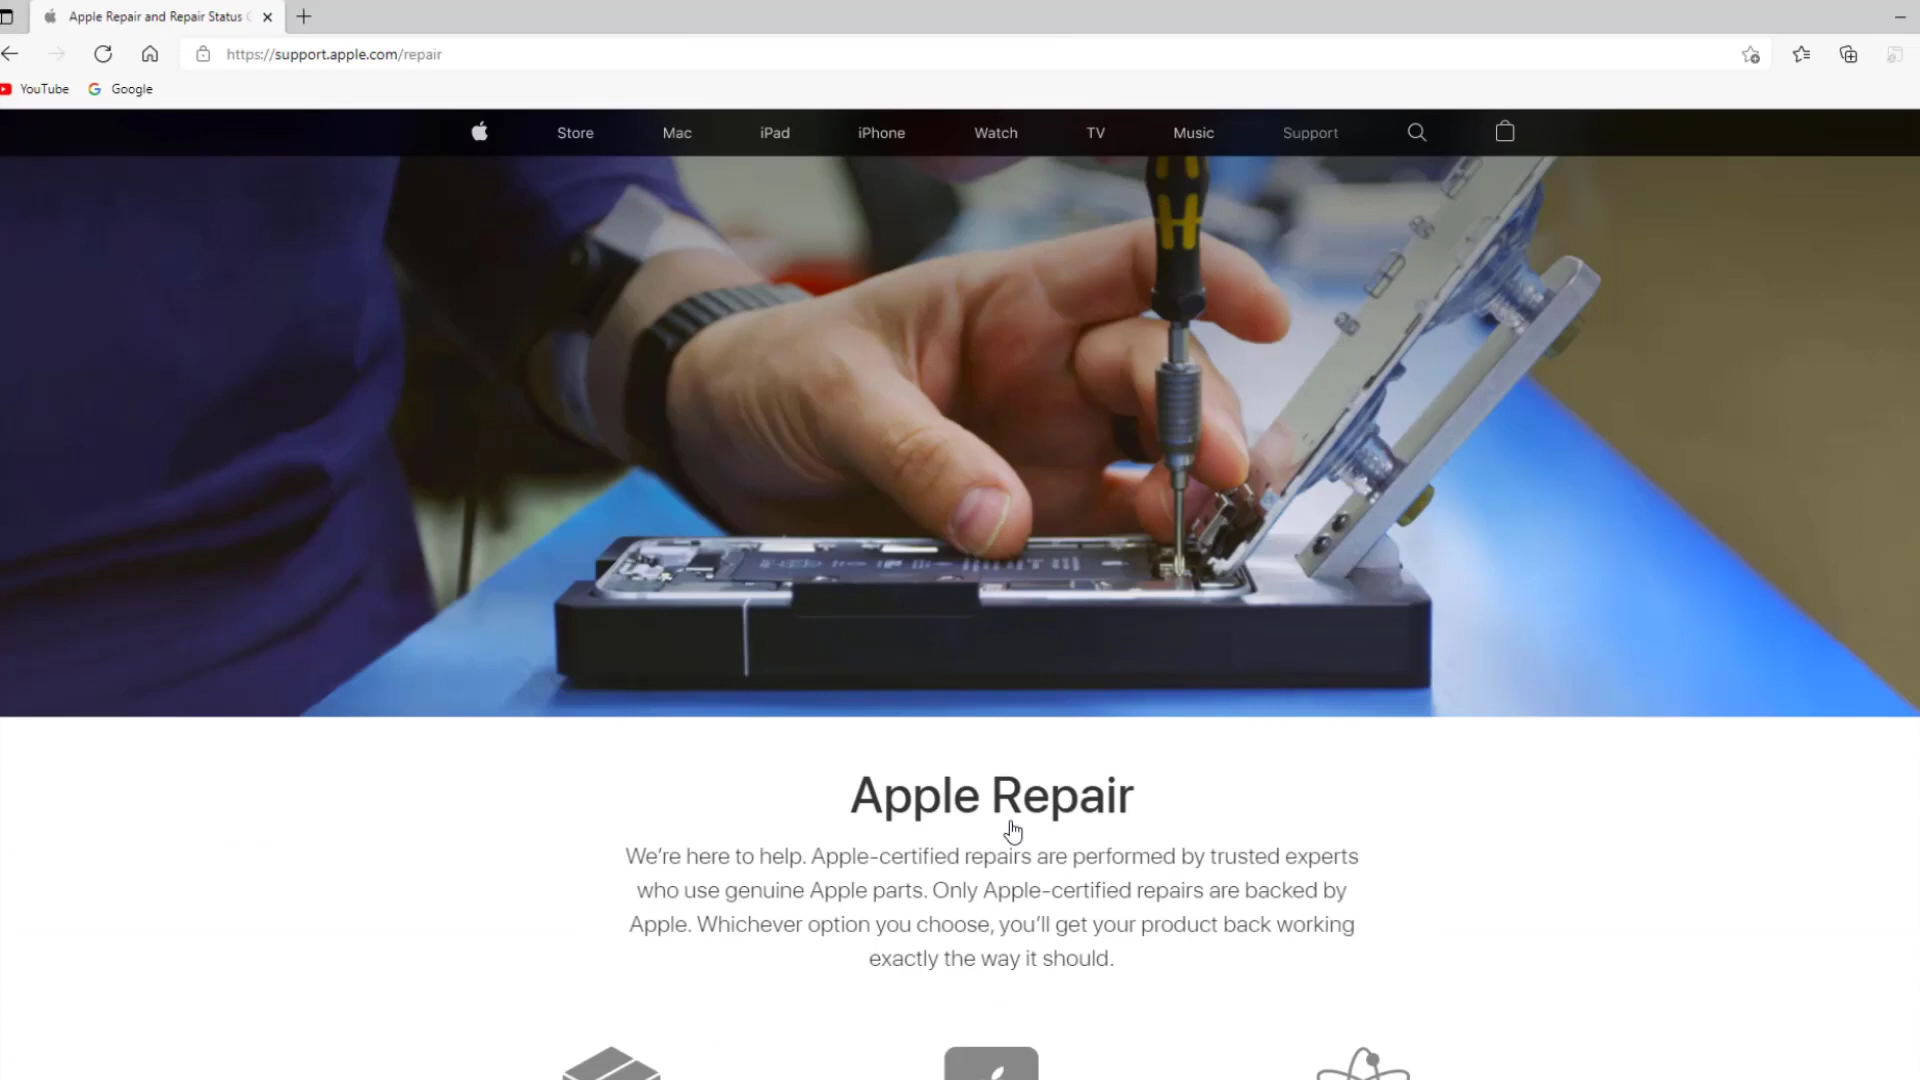 Apple Repair and Repair Status
https://support.apple.com/repair
YouTube Google
Store Mac iPad iPhone Watch TV Music Support
Apple Repair
We're here to help. Apple-certified repairs are performed by trusted experts
who use genuine Apple parts. Only Apple-certified repairs are backed by
Apple. Whichever option you choose, you'll get your product back working
exactly the way it should.